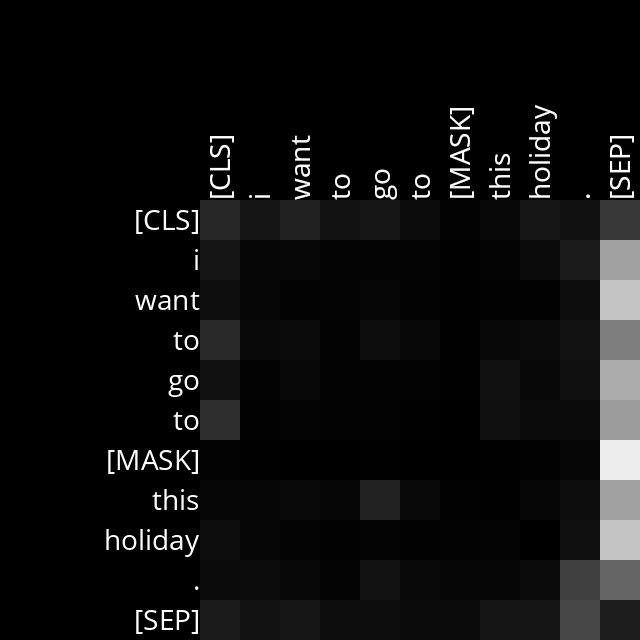 [CLS] i want to go to [MASK] this holiday . [SEP]
[CLS]
i
want
to
go
to
[MASK]
this
holiday
.
[SEP]